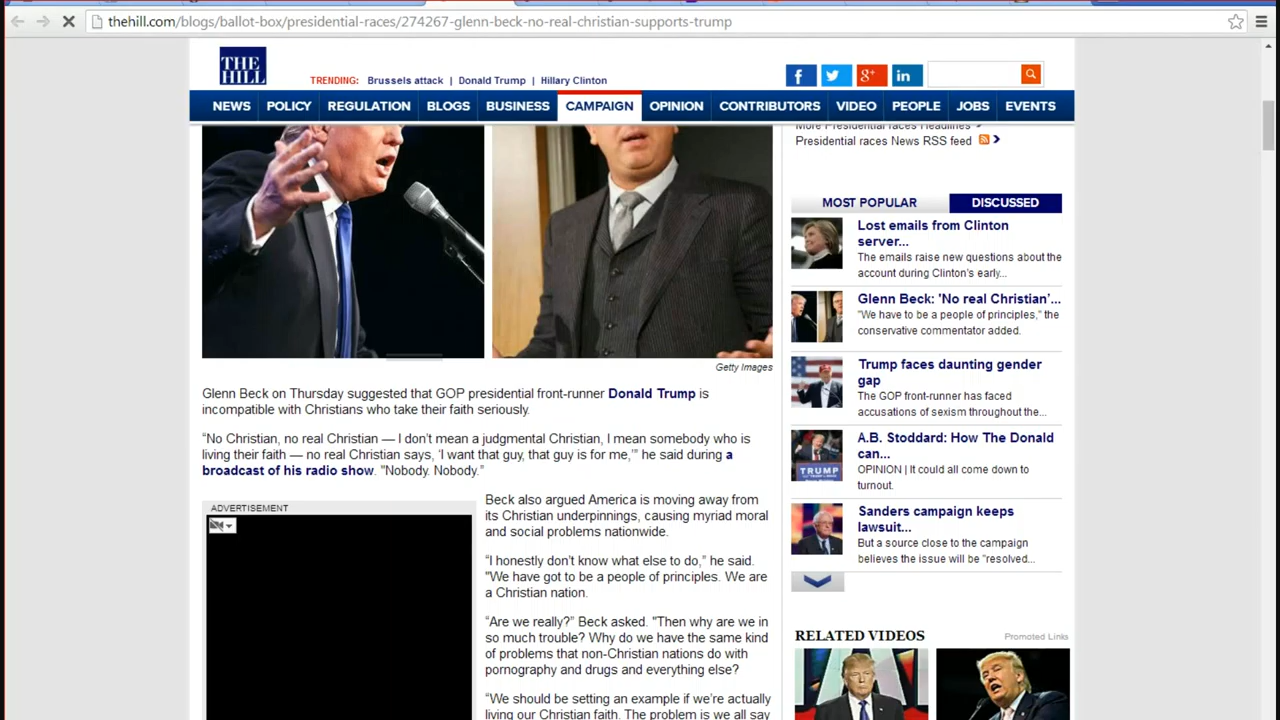 thehill.com/blogs/ballot-box/presidential-races/274267-glenn-beck-no-real-christian-supports-trump
THE
HILL
TRENDING: Brussels attack | Donald Trump | Hillary Clinton
NEWS POLICY REGULATION BLOGS BUSINESS CAMPAIGN OPINION CONTRIBUTORS VIDEO PEOPLE JOBS EVENTS
Getty Images
Glenn Beck on Thursday suggested that GOP presidential front-runner Donald Trump is
incompatible with Christians who take their faith seriously.
“No Christian, no real Christian — I don’t mean a judgmental Christian, I mean somebody who is
living their faith — no real Christian says, ‘I want that guy, that guy is for me,’” he said during a
broadcast of his radio show. "Nobody. Nobody.”
ADVERTISEMENT
Beck also argued America is moving away from
its Christian underpinnings, causing myriad moral
and social problems nationwide.
“I honestly don’t know what else to do,” he said.
"We have got to be a people of principles. We are
a Christian nation.
“Are we really?” Beck asked. "Then why are we in
so much trouble? Why do we have the same kind
of problems that non-Christian nations do with
pornography and drugs and everything else?
“We should be setting an example if we’re actually
living our Christian faith. The problem is we all say
More Presidential races Headlines
Presidential races News RSS feed
MOST POPULAR DISCUSSED
Lost emails from Clinton
server...
The emails raise new questions about the
account during Clinton’s early...
Glenn Beck: 'No real Christian’...
"We have to be a people of principles,” the
conservative commentator added.
Trump faces daunting gender
gap
The GOP front-runner has faced
accusations of sexism throughout the...
A.B. Stoddard: How The Donald
can...
OPINION | It could all come down to
turnout.
TRUMP
Sanders campaign keeps
lawsuit...
But a source close to the campaign
believes the issue will be "resolved...
RELATED VIDEOS
Promoted Links